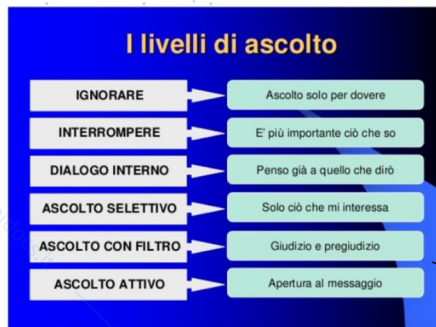 I livelli di ascolto
IGNORARE Ascolto solo per dovere
INTERROMPERE E' più importante ciò che so
DIALOGO INTERNO Penso già a quello che dirò
ASCOLTO SELETTIVO Solo ciò che mi interessa
ASCOLTO CON FILTRO Giudizio e pregiudizio
ASCOLTO ATTIVO Apertura al messaggio